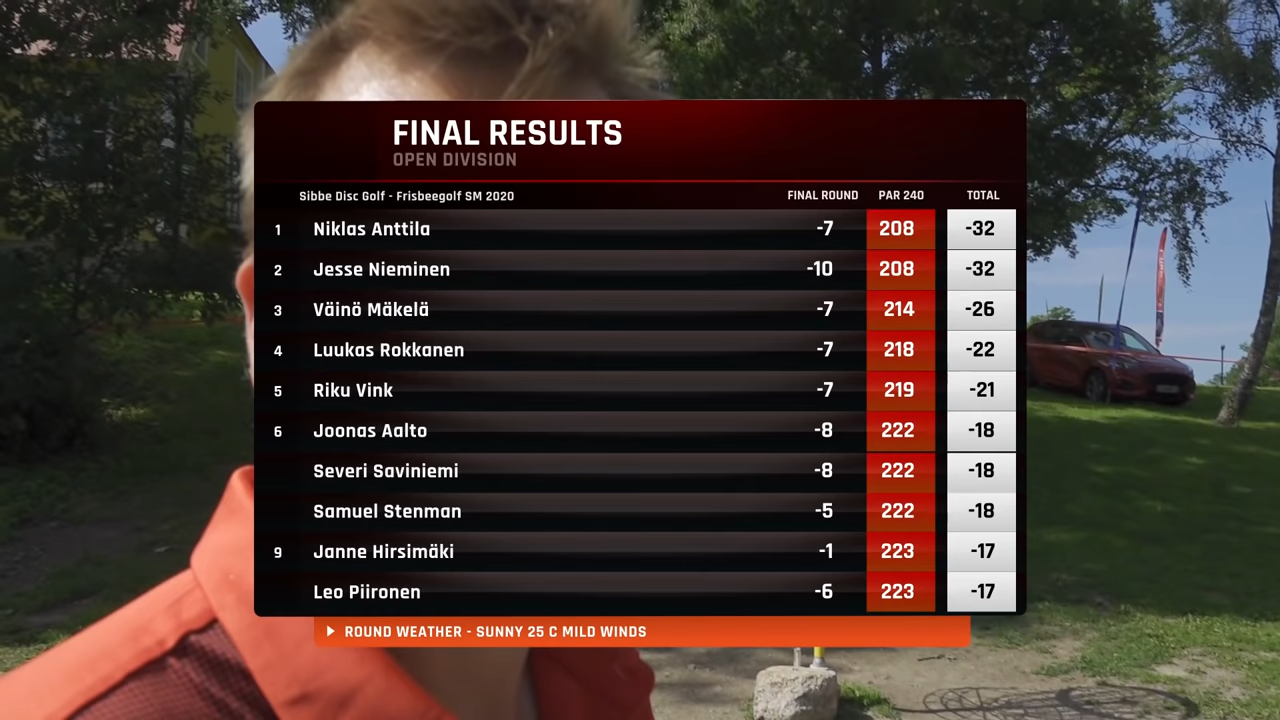 FINAL RESULTS
OPEN DIVISION
Sibbe Disc Golf - Frisbeegolf SM 2020 FINAL ROUND PAR 240 TOTAL
1 Niklas Anttila -7 208 -32
2 Jesse Nieminen -10 208 -32
3 Väinö Mäkelä -7 214 -26
4 Luukas Rokkanen -7 218 -22
5 Riku Vink -7 219 -21
6 Joonas Aalto -8 222 -18
Severi Saviniemi -8 222 -18
Samuel Stenman -5 222 -18
9 Janne Hirsimäki -1 223 -17
Leo Piironen -6 223 -17
ROUND WEATHER - SUNNY 25 C MILD WINDS